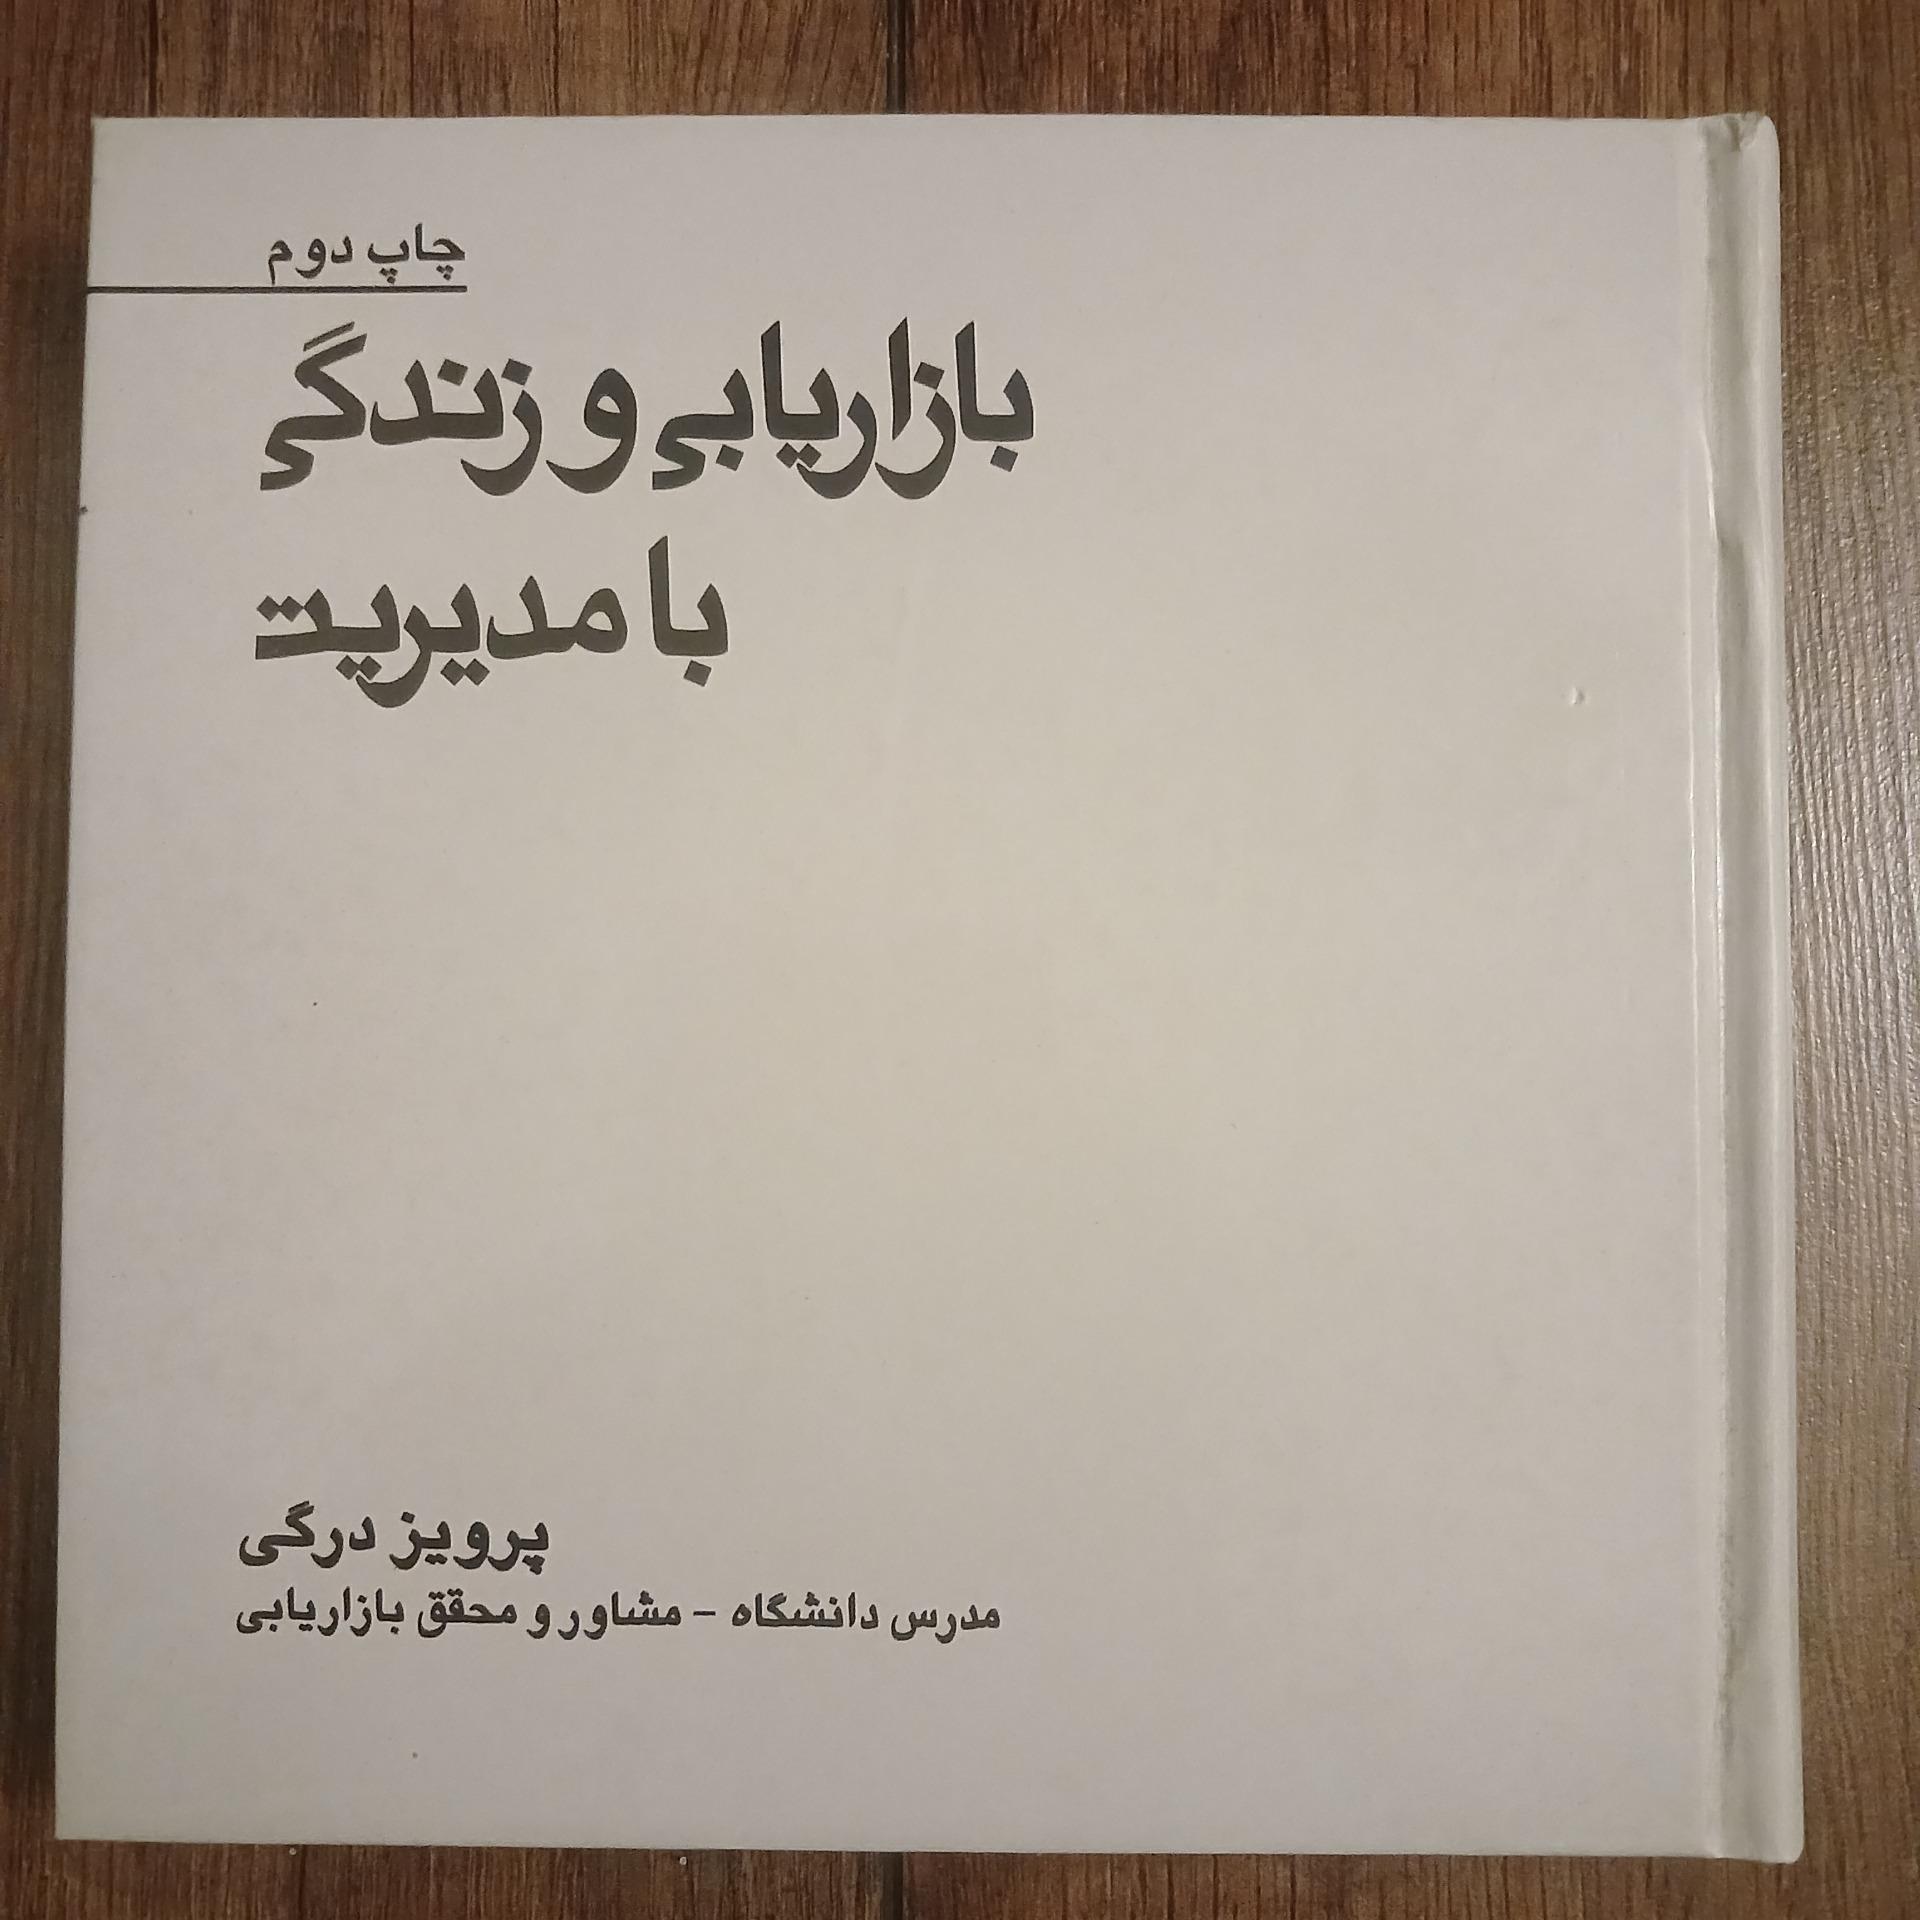 چاپ دوم
بازاریابی و زندگی
با مدیریت
پرویز درگی
مدرس دانشگاه - مشاور و محقق بازاریابی